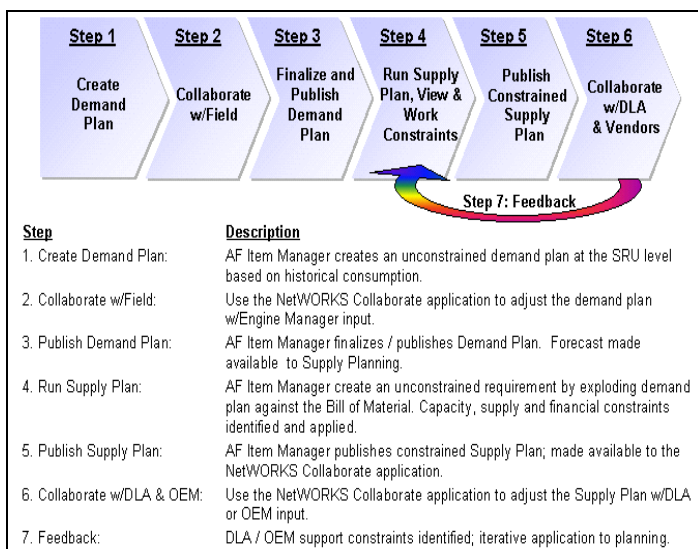 Step 1
Create
Demand
Plan
Step 2
Collaborate
w/Field
Step 3
Finalize and
Publish
Demand
Plan
Step 4
Run Supply
Plan, View &
Work
Constraints
Step 5
Publish
Constrained
Supply
Plan
Step 6
Collaborate
w/DLA
& Vendors
Step 7: Feedback
Step Description
1. Create Demand Plan: AF Item Manager creates an unconstrained demand plan at the SRU level
based on historical consumption.
2. Collaborate w/Field: Use the NetWORKS Collaborate application to adjust the demand plan
w/Engine Manager input.
3. Publish Demand Plan: AF Item Manager finalizes / publishes Demand Plan. Forecast made
available to Supply Planning.
4. Run Supply Plan: AF Item Manager create an unconstrained requirement by exploding demand
plan against the Bill of Material. Capacity, supply and financial constraints
identified and applied.
5. Publish Supply Plan: AF Item Manager publishes constrained Supply Plan; made available to the
NetWORKS Collaborate application.
6. Collaborate w/DLA & OEM: Use the NetWORKS Collaborate application to adjust the Supply Plan w/DLA
or OEM input.
7. Feedback: DLA / OEM support constraints identified; iterative application to planning.